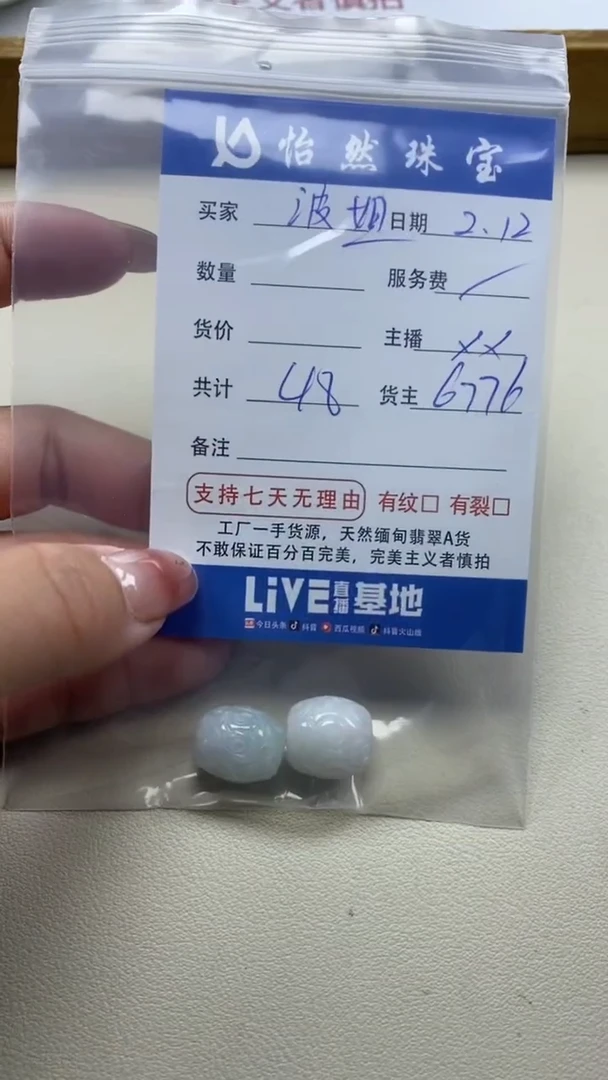 怡然珠宝
买家 波姐 日期 2.12
数量 服务费 /
货价 主播 XX
共计 48 货主 6776
备注
支持七天无理由 有纹□ 有裂□
工厂一手货源，天然缅甸翡翠A货
不敢保证百分百完美，完美主义者慎拍
LiVE直播基地
今日头条 抖音 西瓜视频 抖音火山版